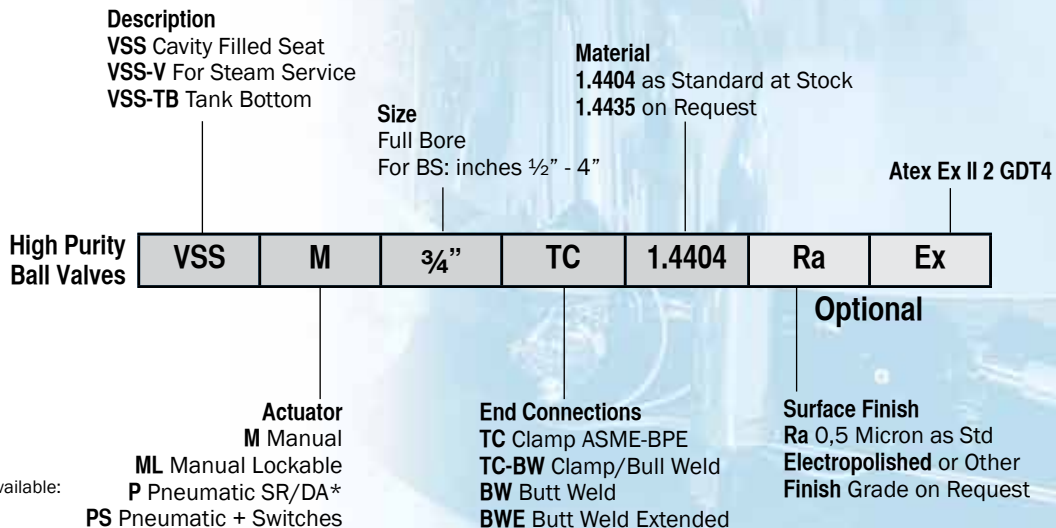 Description
VSS Cavity Filled Seat
VSS-V For Steam Service
VSS-TB Tank Bottom
Size
Full Bore
For BS: inches ½” - 4”
Material
1.4404 as Standard at Stock
1.4435 on Request
Atex Ex II 2 GDT4
High Purity
Ball Valves
VSS M ¾” TC 1.4404 Ra Ex
Optional
Actuator
M Manual
ML Manual Lockable
P Pneumatic SR/DA*
PS Pneumatic + Switches
End Connections
TC Clamp ASME-BPE
TC-BW Clamp/Bull Weld
BW Butt Weld
BWE Butt Weld Extended
Surface Finish
Ra 0,5 Micron as Std
Electropolished or Other
Finish Grade on Request